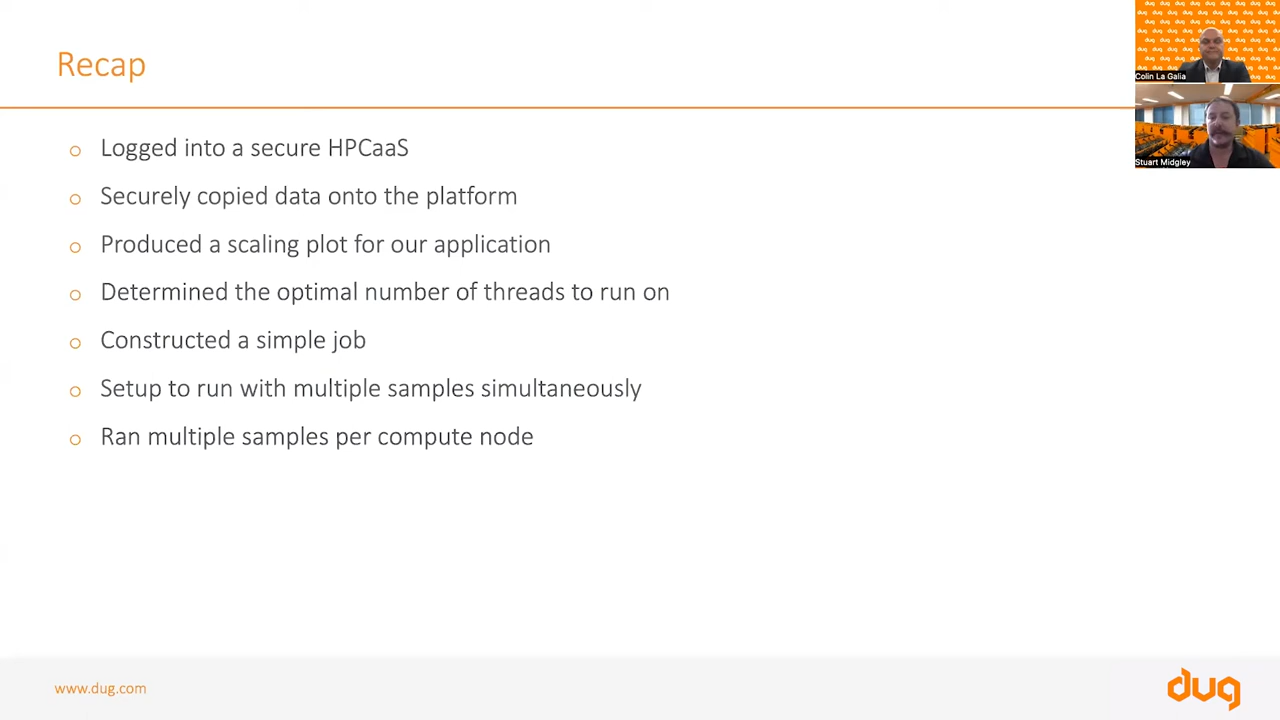 Recap
Logged into a secure HPCaaS
Securely copied data onto the platform
Produced a scaling plot for our application
Determined the optimal number of threads to run on
Constructed a simple job
Setup to run with multiple samples simultaneously
Ran multiple samples per compute node
Colin La Galia
Stuart Midgley
www.dug.com
dug